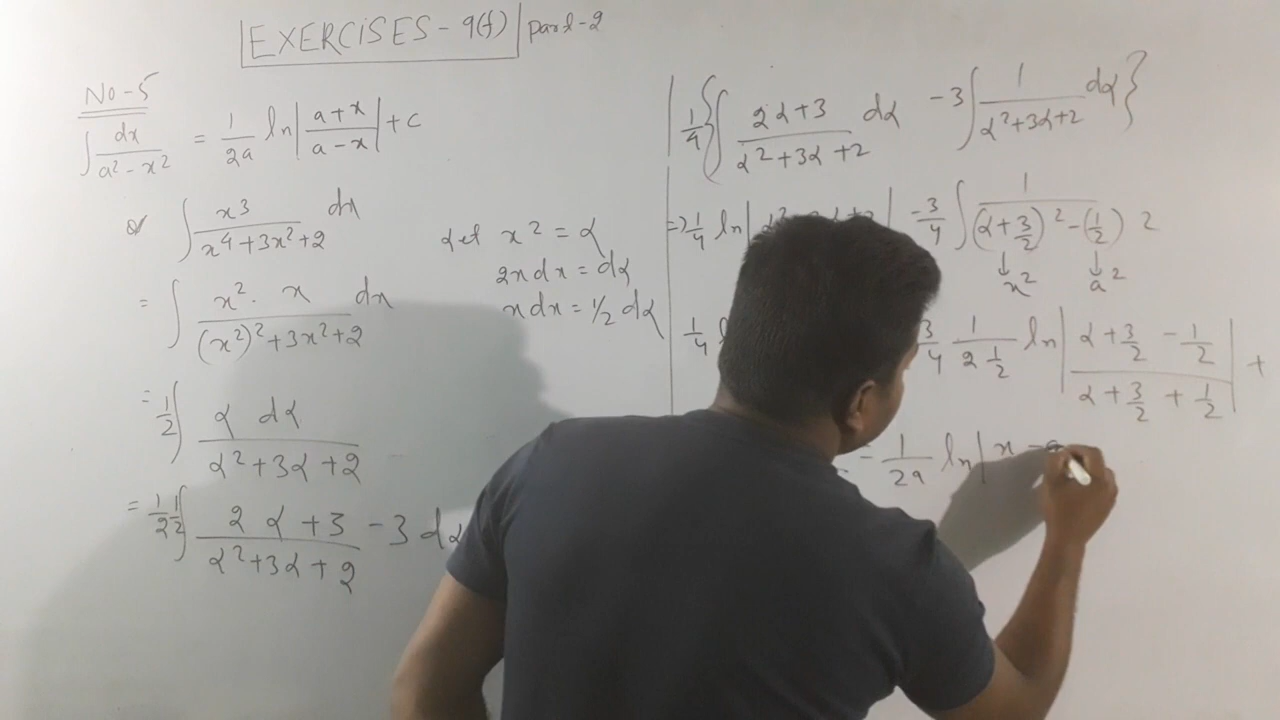 EXERCISES - 9(f) Part-2
No-5
∫ dx / (a² - x²) = 1/2a ln |(a+x)/(a-x)| + c
∫ x3 / (x⁴+3x²+2) dx
= ∫ x². x / ((x²)²+3x²+2) dx
= 1/2 ∫ α dα / (α²+3α+2)
= 1/2 1/2 ∫ (2 α +3 / (α²+3α+2)) - 3 dα
Let x² = α
2x dx = dα
x dx = 1/2 dα
1/4 { ∫ (2α+3) / (α²+3α+2) dα - 3 ∫ 1 / (α²+3α+2) dα }
=> 1/4 ln | - 3/4 ∫ 1 / ((α+3/2)² - (1/2) 2)
↓ ↓
x² a²
1/4 3/4 1 / (2 1/2) ln | (α + 3/2 - 1/2) / (α + 3/2 + 1/2) | +
= 1/2a ln | x - a